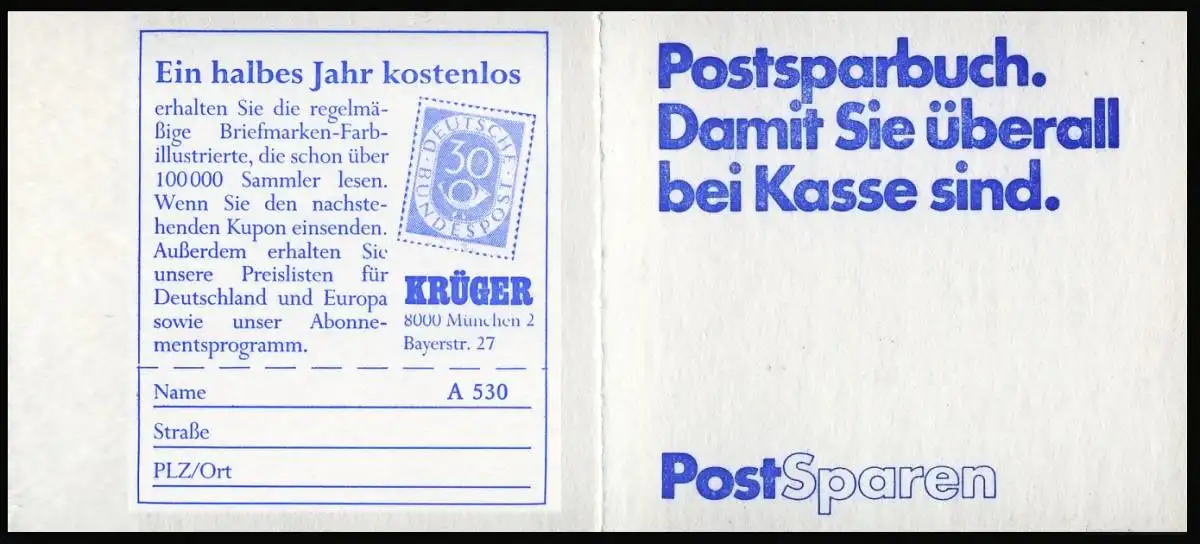 Ein halbes Jahr kostenlos
erhalten Sie die regelmä-
ßige Briefmarken-Farb-
illustrierte, die schon über
100000 Sammler lesen.
Wenn Sie den nachste-
henden Kupon einsenden.
Außerdem erhalten Sie
unsere Preislisten für
Deutschland und Europa
sowie unser Abonne-
mentsprogramm.
DEUTSCHE
30
BUNDESPOST
KRÜGER
8000 München 2
Bayerstr. 27
Name A 530
Straße
PLZ/Ort
Postsparbuch.
Damit Sie überall
bei Kasse sind.
PostSparen